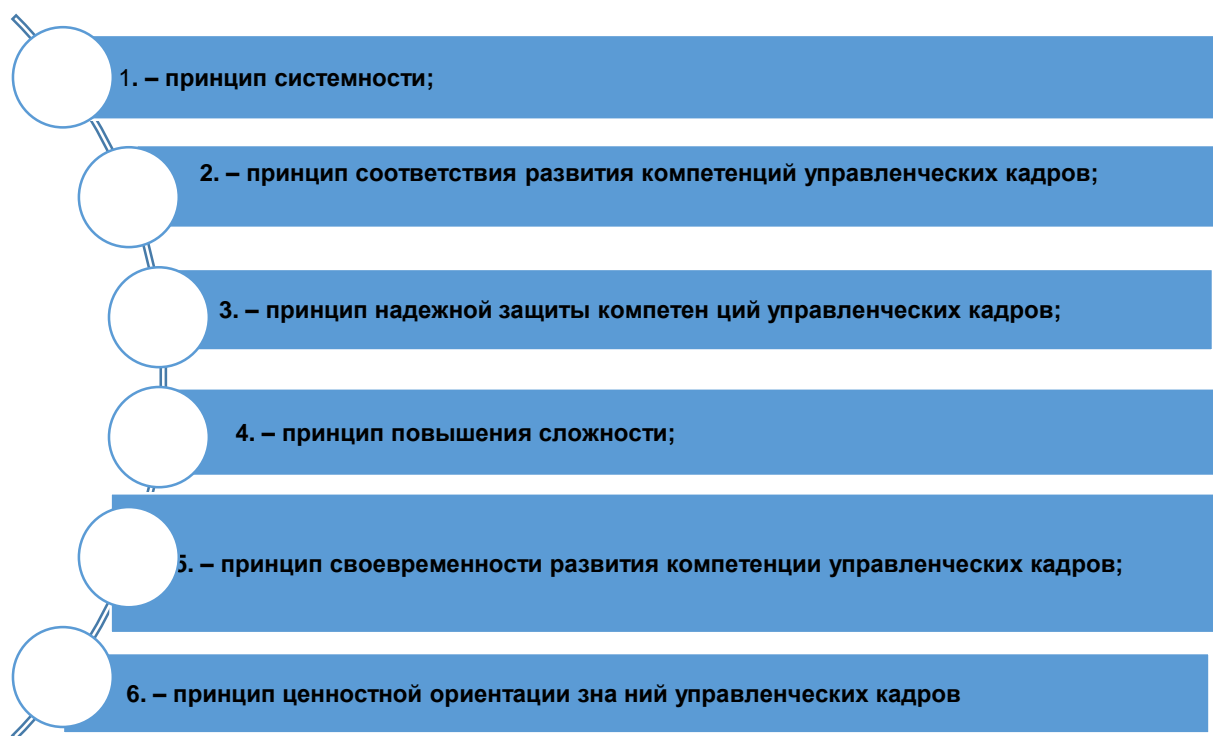 1. – принцип системности;
2. – принцип соответствия развития компетенций управленческих кадров;
3. – принцип надежной защиты компетен ций управленческих кадров;
4. – принцип повышения сложности;
5. – принцип своевременности развития компетенции управленческих кадров;
6. – принцип ценностной ориентации зна ний управленческих кадров